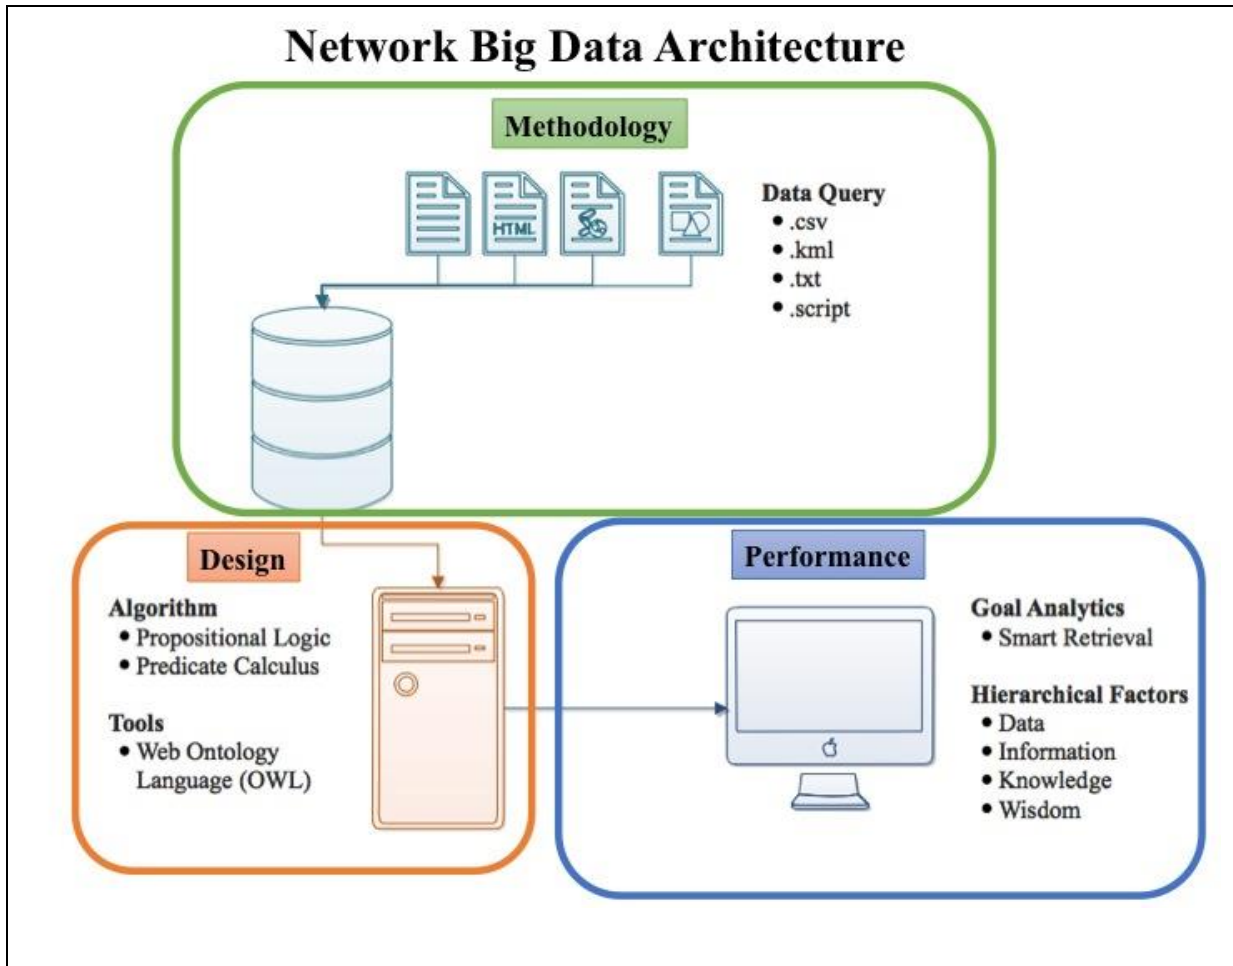 Network Big Data Architecture
Methodology
HTML
Data Query
• .csv
• .kml
• .txt
• .script
Design
Algorithm
• Propositional Logic
• Predicate Calculus
Tools
• Web Ontology
Language (OWL)
Performance
Goal Analytics
• Smart Retrieval
Hierarchical Factors
• Data
• Information
• Knowledge
• Wisdom